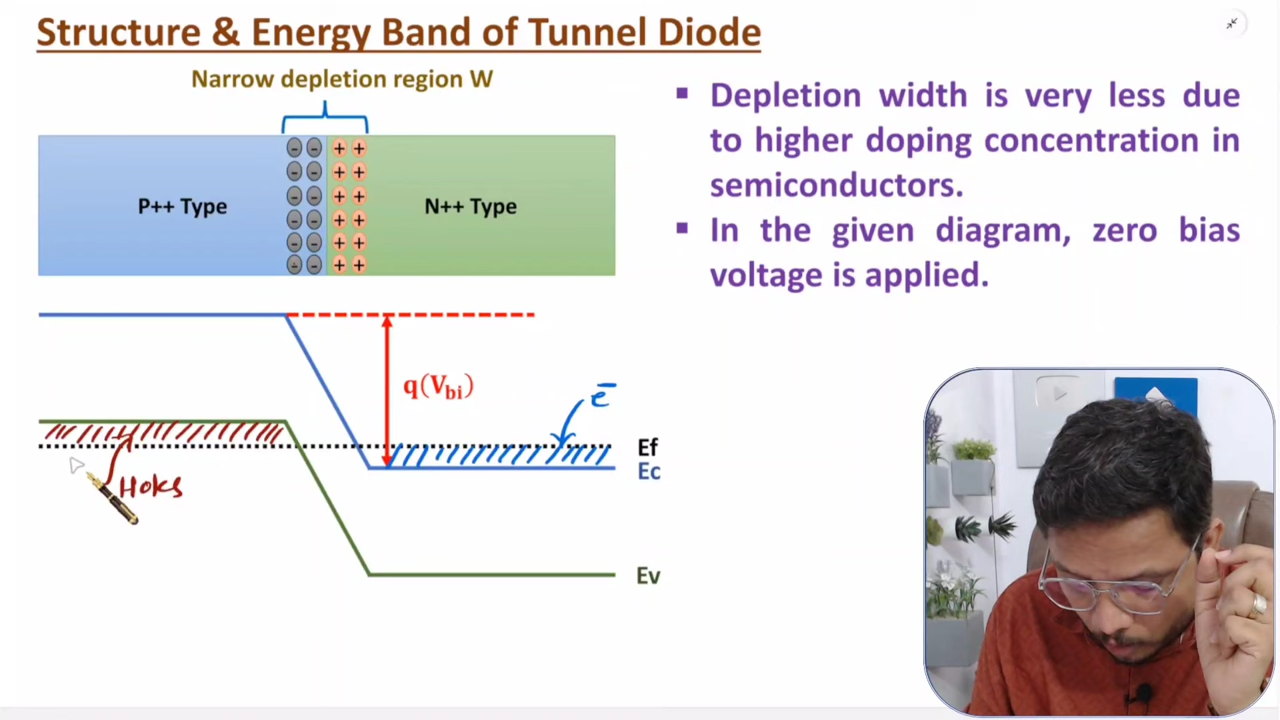 Structure & Energy Band of Tunnel Diode
Narrow depletion region W
P++ Type
N++ Type
q(Vbi)
e̅
Ef
Ec
Holes
Ev
▪ Depletion width is very less due
to higher doping concentration in
semiconductors.
▪ In the given diagram, zero bias
voltage is applied.